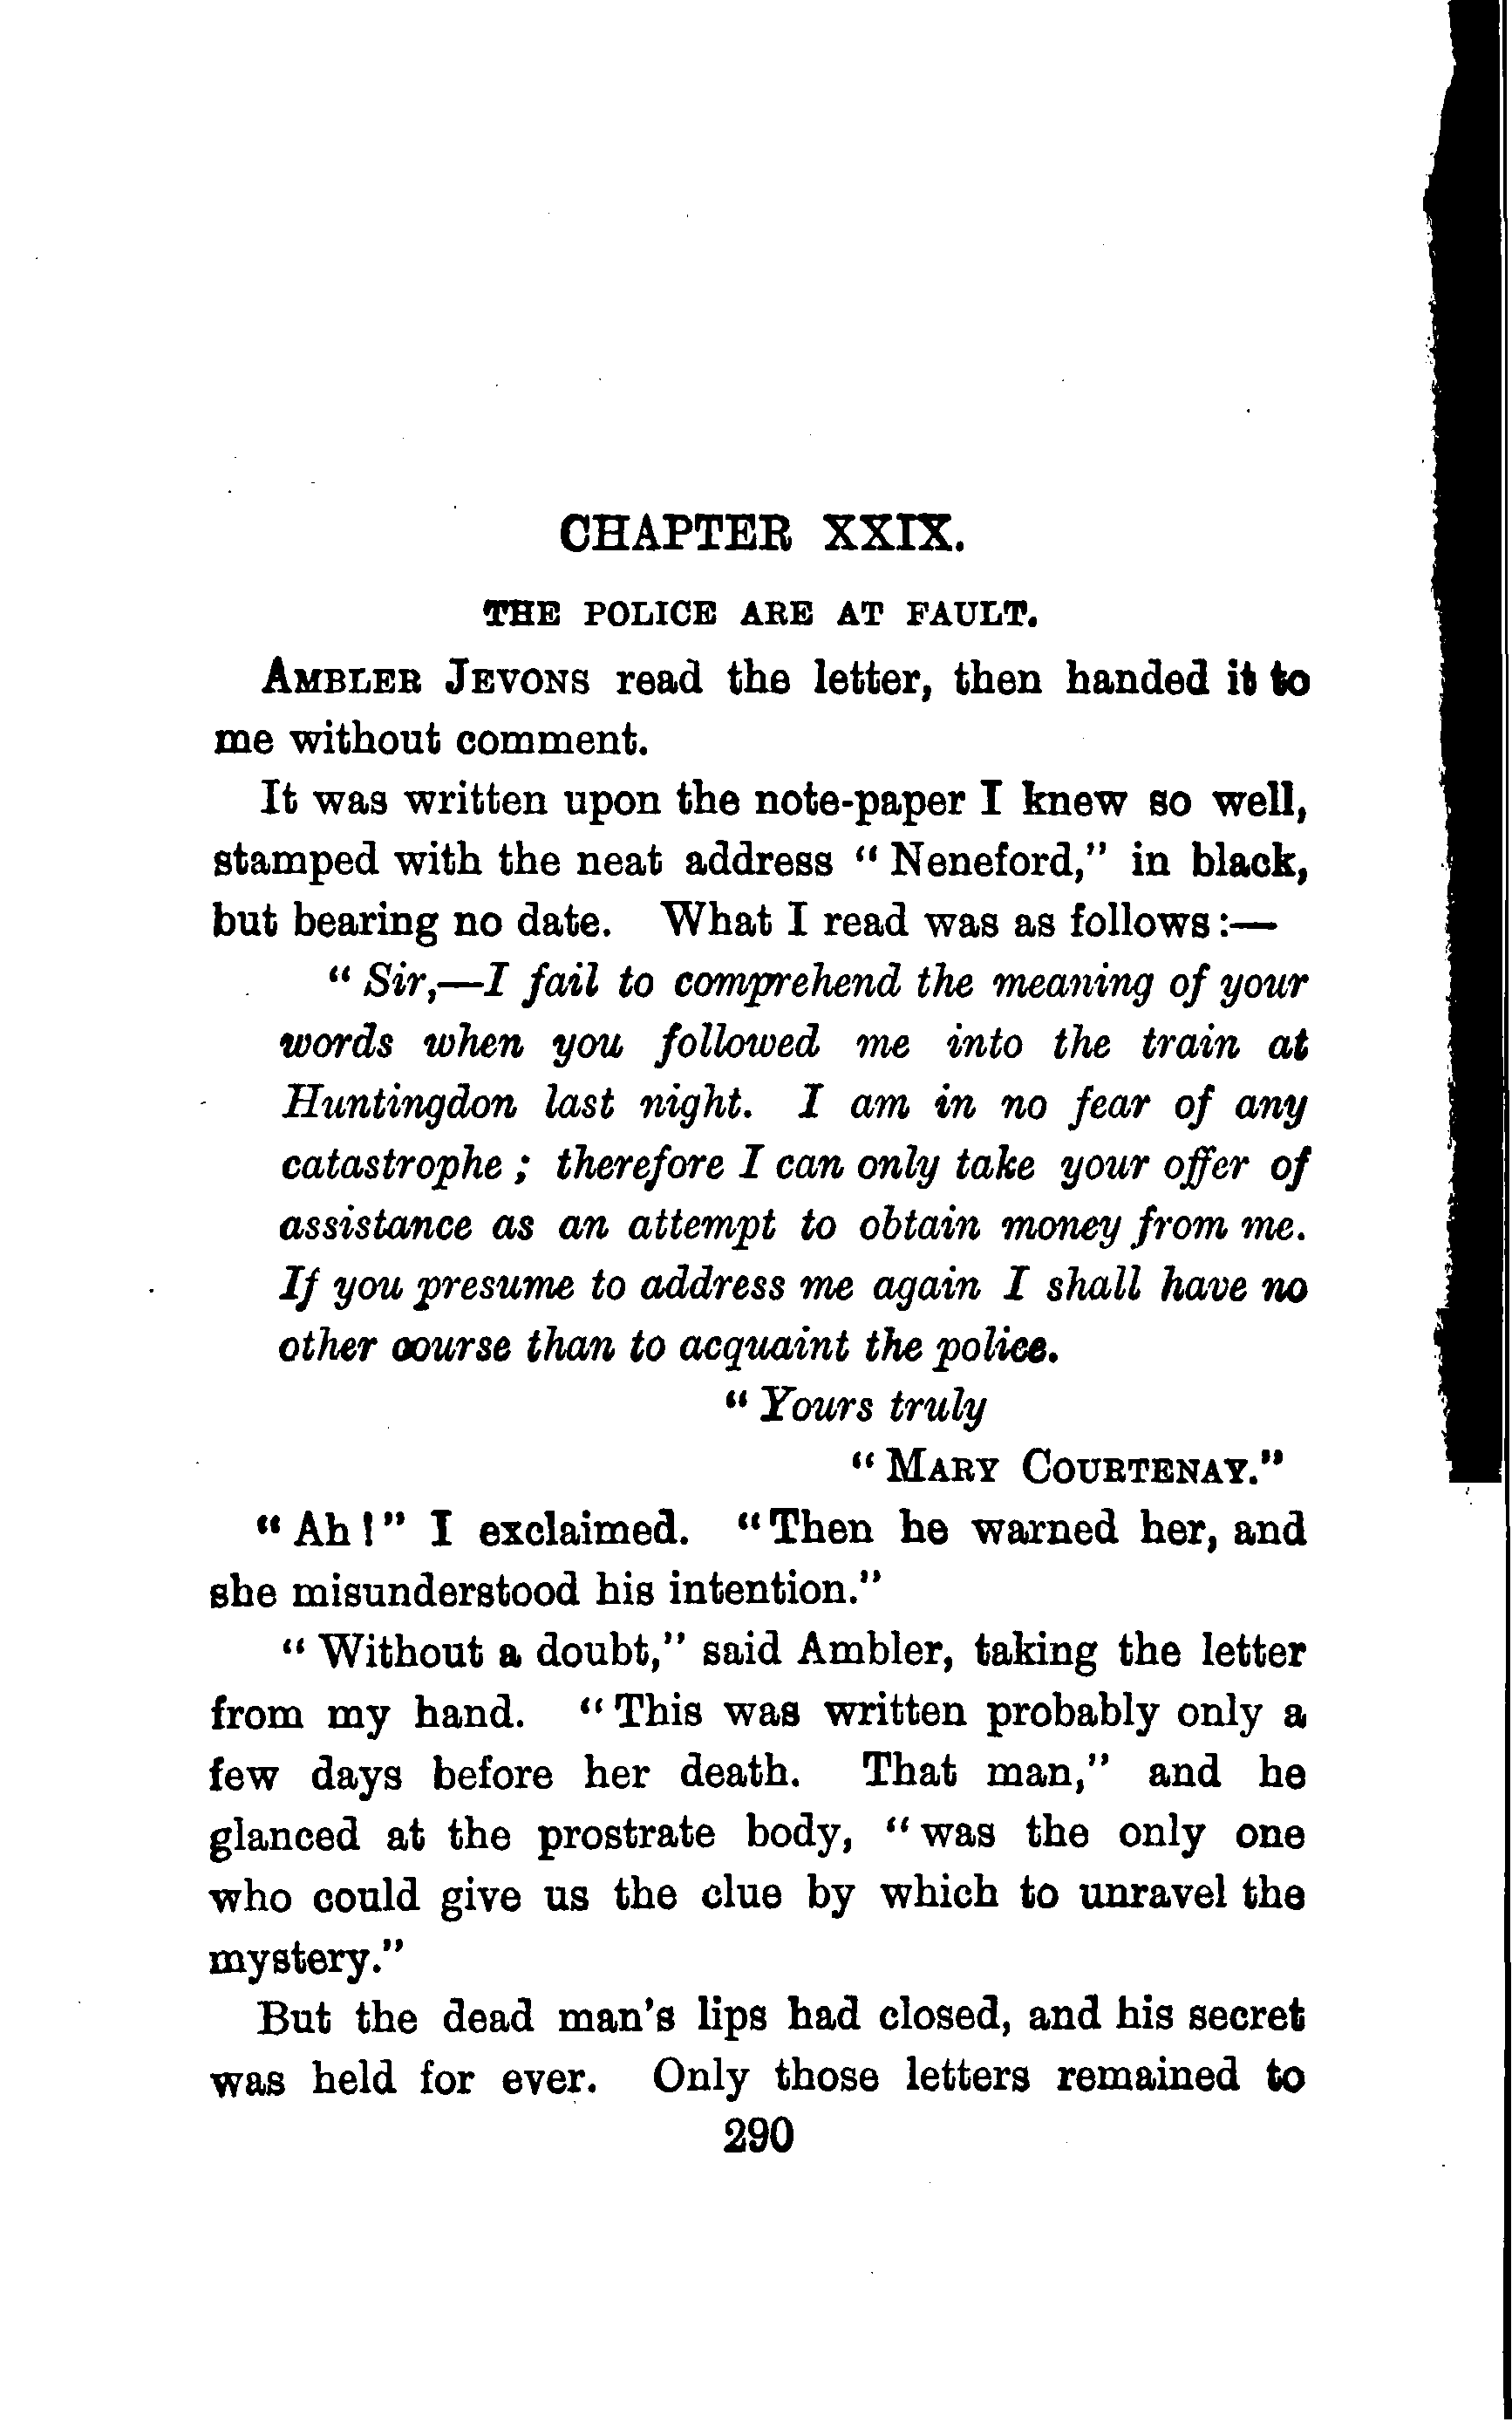 CHAPTER XXIX.
THE POLICE ARE AT FAULT.
AMBLER JEVONS read the letter, then handed it to
me without comment.
It was written upon the note-paper I knew so well,
stamped with the neat address " Neneford," in black,
but bearing no date. What I read was as follows:—
" Sir,—I fail to comprehend the meaning of your
words when you followed me into the train at
Huntingdon last night. I am in no fear of any
catastrophe ; therefore I can only take your offer of
assistance as an attempt to obtain money from me.
If you presume to address me again I shall have no
other course than to acquaint the police.
" Yours truly
" MARY COURTENAY."
" Ah ! " I exclaimed. " Then he warned her, and
she misunderstood his intention."
" Without a doubt," said Ambler, taking the letter
from my hand. " This was written probably only a
few days before her death. That man," and he
glanced at the prostrate body, " was the only one
who could give us the clue by which to unravel the
mystery."
But the dead man's lips had closed, and his secret
was held for ever. Only those letters remained to
290